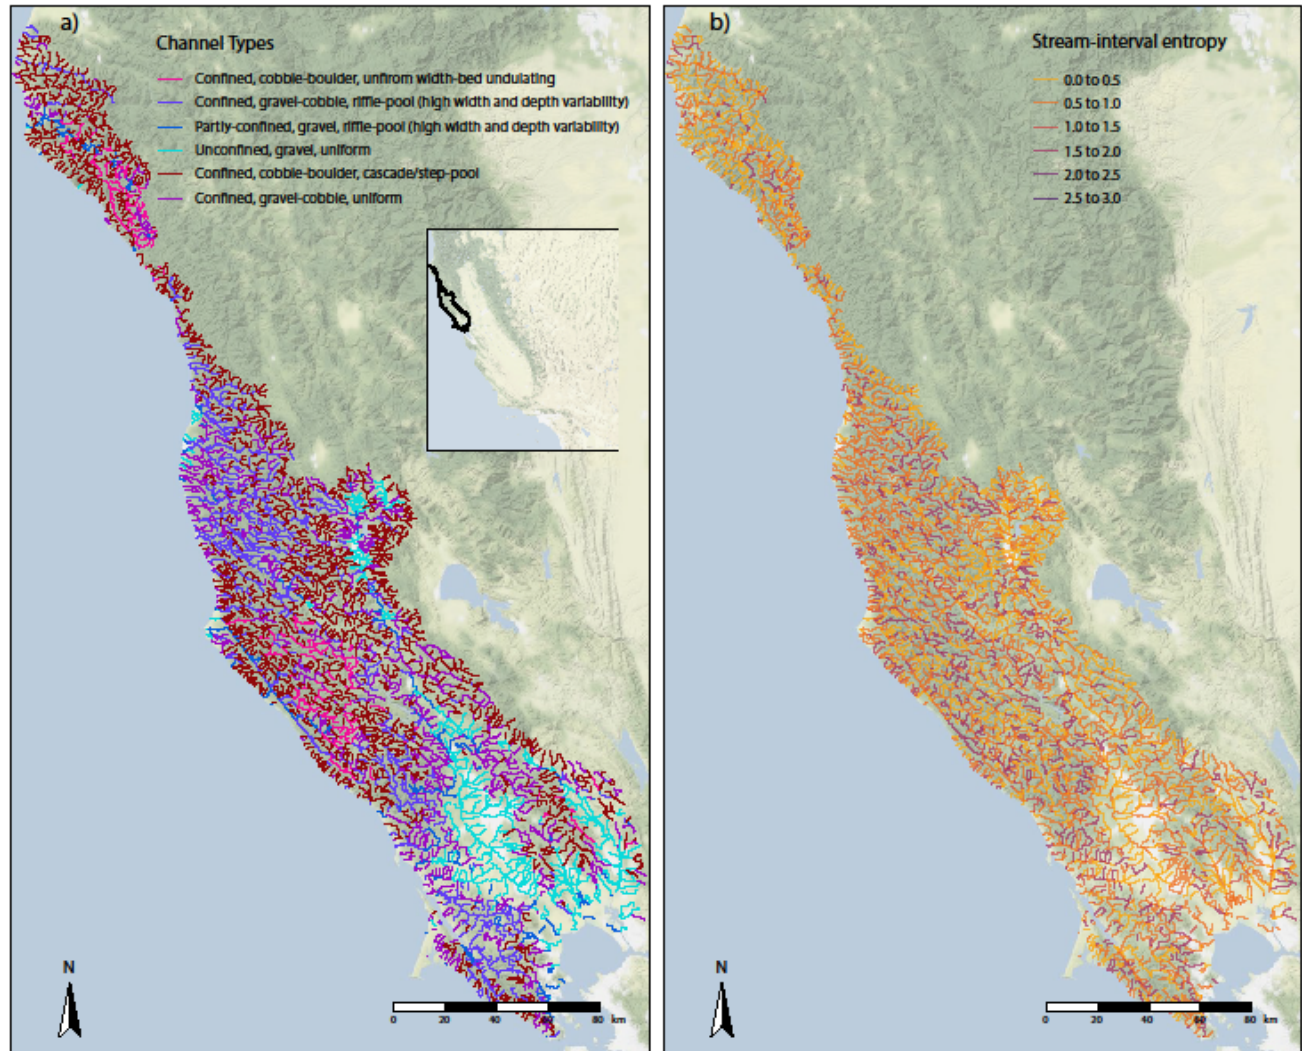 a)
Channel Types
Confined, cobble-boulder, unfirom width-bed undulating
Confined, gravel-cobble, riffle-pool (high width and depth variability)
Partly-confined, gravel, riffle-pool (high width and depth variability)
Unconfined, gravel, uniform
Confined, cobble-boulder, cascade/step-pool
Confined, gravel-cobble, uniform
N
0 20 40 60 80 km
b)
Stream-interval entropy
0.0 to 0.5
0.5 to 1.0
1.0 to 1.5
1.5 to 2.0
2.0 to 2.5
2.5 to 3.0
N
0 20 40 60 80 km